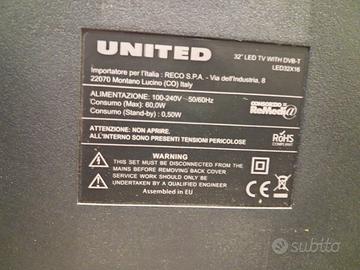 UNITED
32" LED TV WITH DVB-T
LED32X16
Importatore per l'Italia : RECO S.P.A. - Via dell'Industria, 8
22070 Montano Lucino (CO) Italy
ALIMENTAZIONE: 100-240V~50/60Hz
Consumo (Max): 60,0W
Consumo (Stand-by) : 0,50W
CONSORZIO
ReMedia
ATTENZIONE: NON APRIRE.
ALL'INTERNO SONO PRESENTI TENSIONI PERICOLOSE
RoHS
COMPLIANT
WARNING
THIS SET MUST BE DISCONNECTED FROM THE
MAINS BEFORE REMOVING BACK COVER
SERVICE SHOULD ONLY BE
UNDERTAKEN BY A QUALIFIED ENGINEER
Assembled in EU
CE
subito